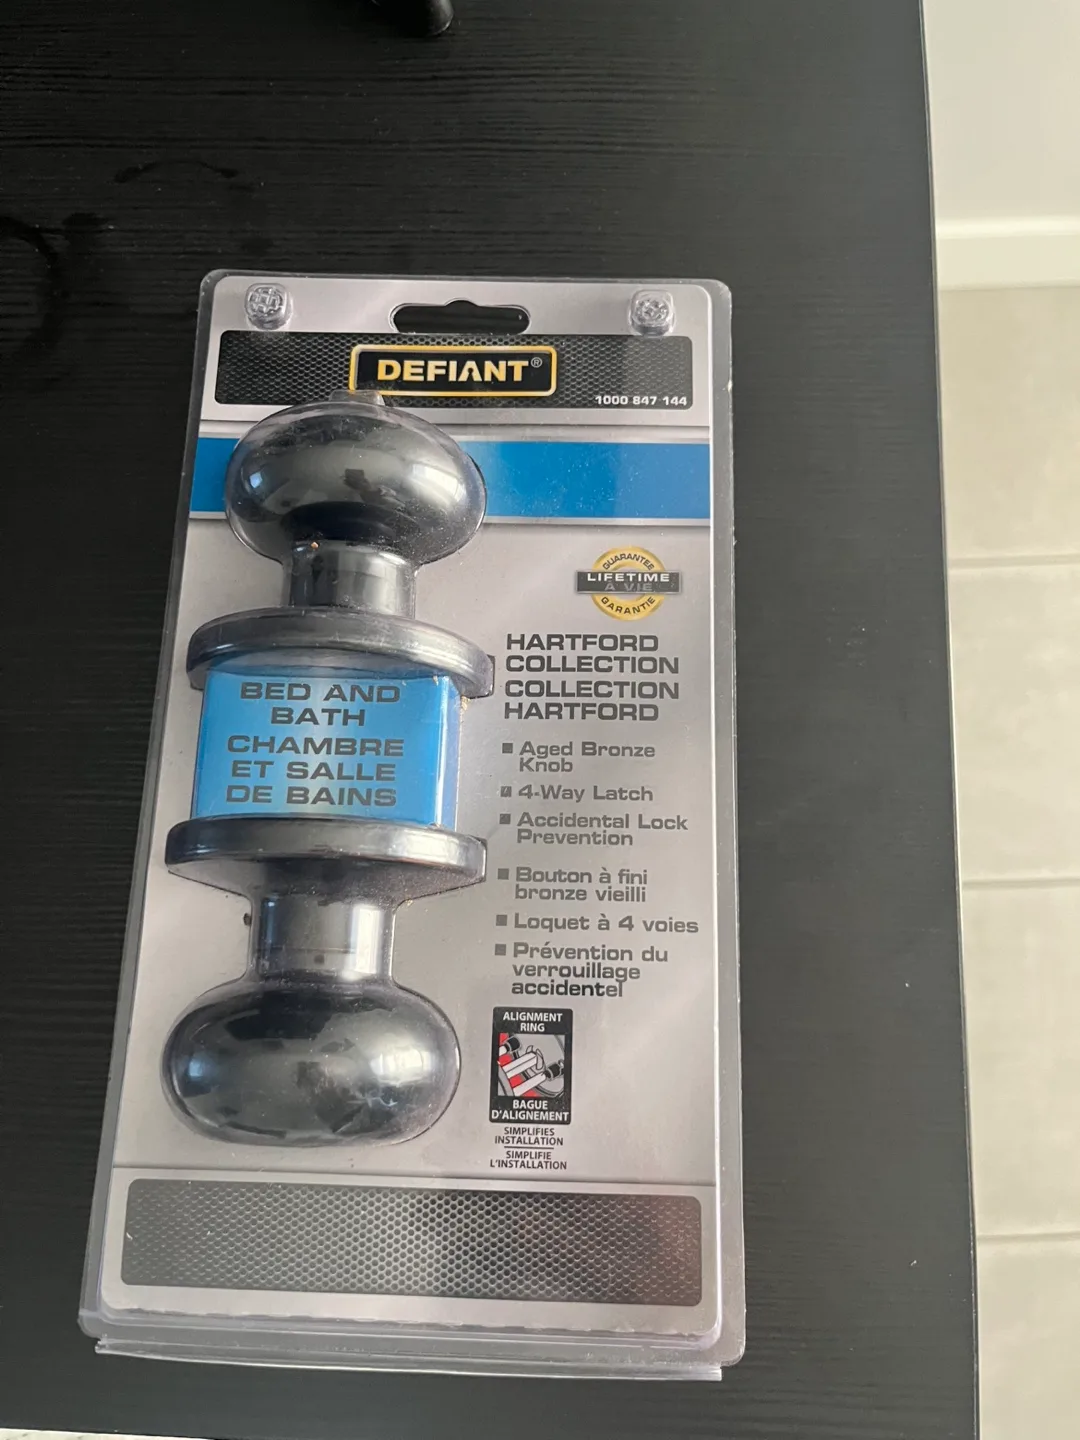 DEFIANT®
1000 847 144
GUARANTEE
LIFETIME
À VIE
GARANTIE
HARTFORD
COLLECTION
COLLECTION
HARTFORD
BED AND
BATH
CHAMBRE
ET SALLE
DE BAINS
Aged Bronze
Knob
4-Way Latch
Accidental Lock
Prevention
Bouton à fini
bronze vieilli
Loquet à 4 voies
Prévention du
verrouillage
accidentel
ALIGNMENT
RING
BAGUE
D'ALIGNEMENT
SIMPLIFIES
INSTALLATION
SIMPLIFIE
L'INSTALLATION